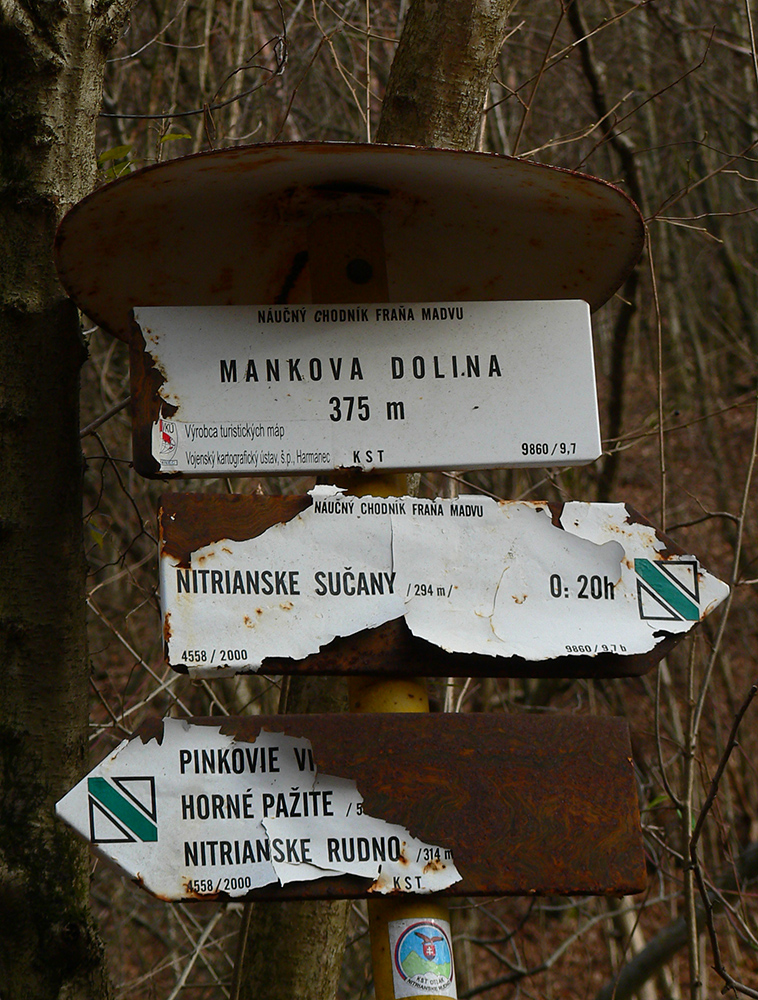 NÁUČNÝ CHODNÍK FRAŇA MADVU
MANKOVA DOLINA
375 m
Výrobca turistických máp
Vojenský kartografický ústav, š.p., Harmanec
KST
9860/9,7
NÁUČNÝ CHODNÍK FRAŇA MADVU
NITRIANSKE SUČANY /294 m/ 0:20h
4558/2000
9860/9,7 b
PINKOVIE
HORNÉ PAŽITE
NITRIANSKE RUDNO /314 m
4558/2000 KST